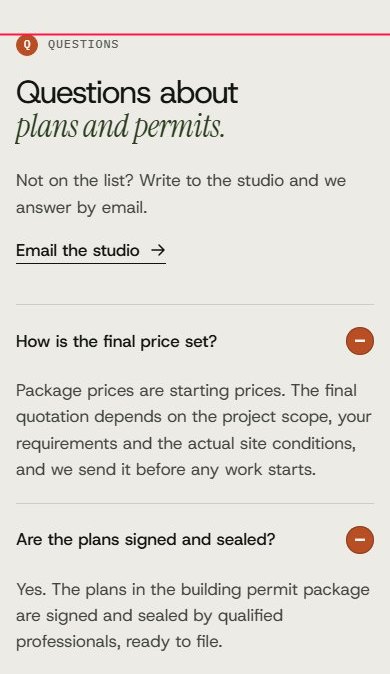 Q QUESTIONS
Questions about
plans and permits.
Not on the list? Write to the studio and we
answer by email.
Email the studio →
How is the final price set?
Package prices are starting prices. The final
quotation depends on the project scope, your
requirements and the actual site conditions,
and we send it before any work starts.
Are the plans signed and sealed?
Yes. The plans in the building permit package
are signed and sealed by qualified
professionals, ready to file.